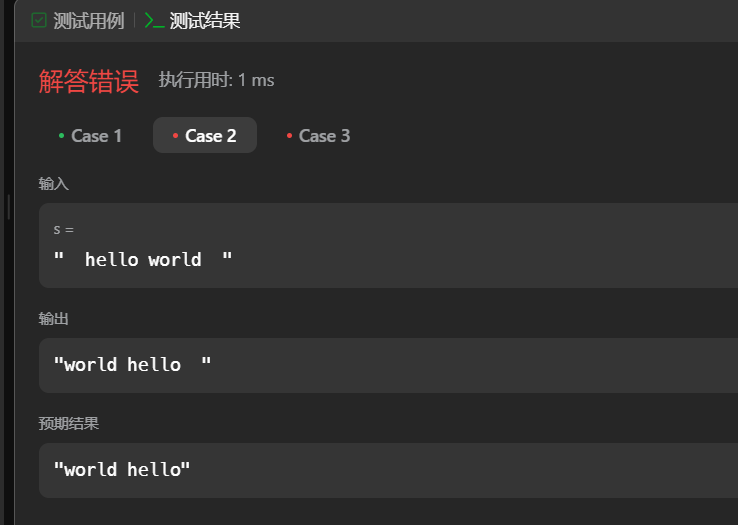 测试用例 | >_ 测试结果
解答错误 执行用时: 1 ms
• Case 1 • Case 2 • Case 3
输入
s =
"  hello world  "
输出
"world hello  "
预期结果
"world hello"